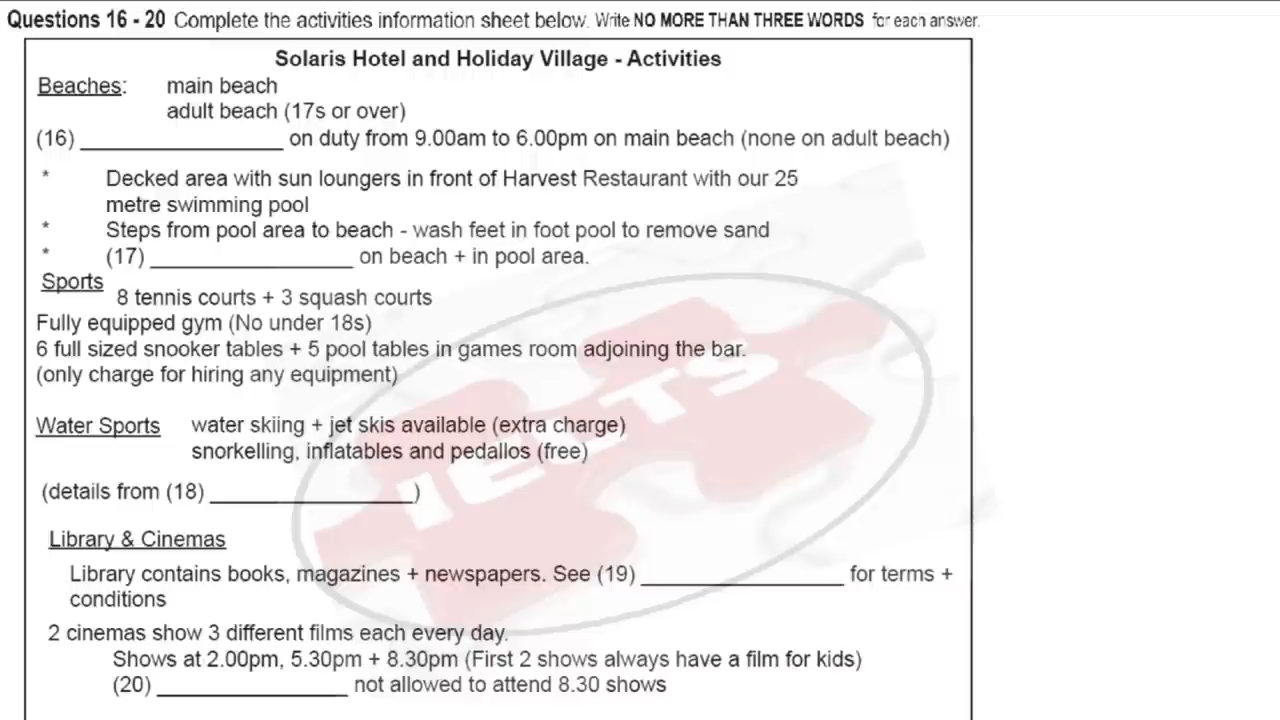 Questions 16 - 20 Complete the activities information sheet below. Write NO MORE THAN THREE WORDS for each answer.
Solaris Hotel and Holiday Village - Activities
Beaches: main beach
adult beach (17s or over)
(16) ____________________ on duty from 9.00am to 6.00pm on main beach (none on adult beach)
* Decked area with sun loungers in front of Harvest Restaurant with our 25
metre swimming pool
* Steps from pool area to beach - wash feet in foot pool to remove sand
* (17) ____________________ on beach + in pool area.
Sports
8 tennis courts + 3 squash courts
Fully equipped gym (No under 18s)
6 full sized snooker tables + 5 pool tables in games room adjoining the bar.
(only charge for hiring any equipment)
Water Sports water skiing + jet skis available (extra charge)
snorkelling, inflatables and pedallos (free)
(details from (18) ____________________)
Library & Cinemas
Library contains books, magazines + newspapers. See (19) ____________________ for terms +
conditions
2 cinemas show 3 different films each every day.
Shows at 2.00pm, 5.30pm + 8.30pm (First 2 shows always have a film for kids)
(20) ___________________ not allowed to attend 8.30 shows
IELTS